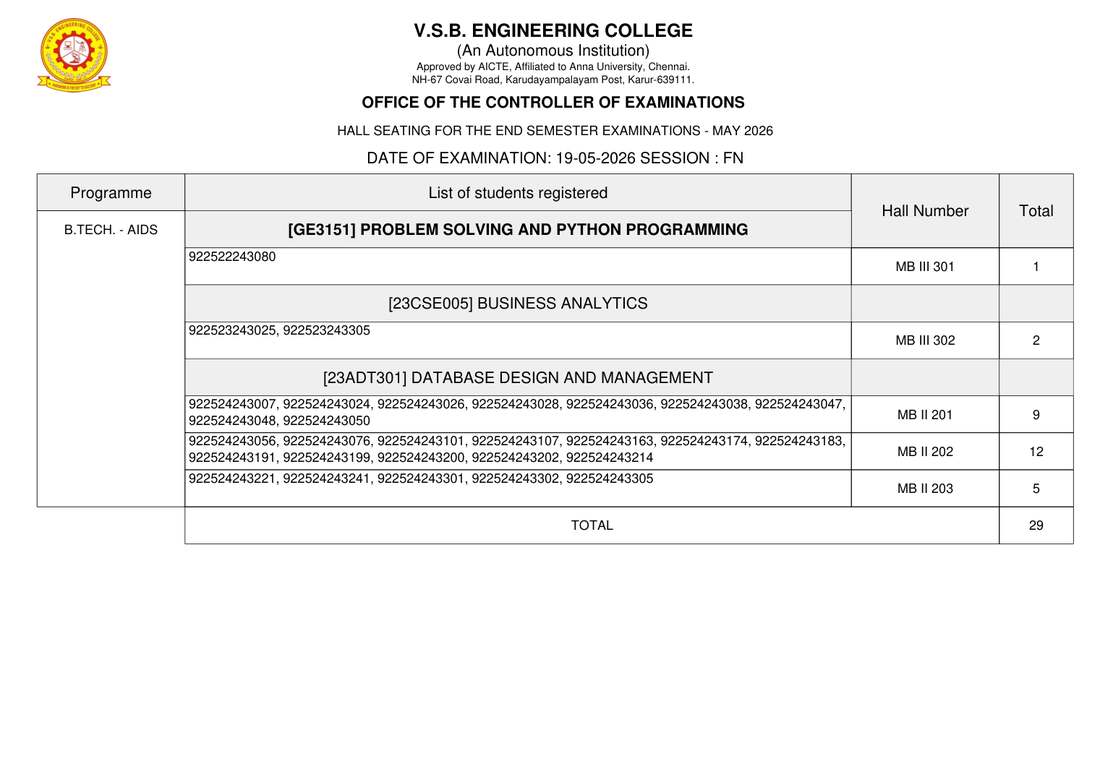 V.S.B. ENGINEERING COLLEGE
(An Autonomous Institution)
Approved by AICTE, Affiliated to Anna University, Chennai.
NH-67 Covai Road, Karudayampalayam Post, Karur-639111.
OFFICE OF THE CONTROLLER OF EXAMINATIONS
HALL SEATING FOR THE END SEMESTER EXAMINATIONS - MAY 2026
DATE OF EXAMINATION: 19-05-2026 SESSION : FN
Programme List of students registered Hall Number Total
B.TECH. - AIDS [GE3151] PROBLEM SOLVING AND PYTHON PROGRAMMING
922522243080 MB III 301 1
[23CSE005] BUSINESS ANALYTICS
922523243025, 922523243305 MB III 302 2
[23ADT301] DATABASE DESIGN AND MANAGEMENT
922524243007, 922524243024, 922524243026, 922524243028, 922524243036, 922524243038, 922524243047,
922524243048, 922524243050 MB II 201 9
922524243056, 922524243076, 922524243101, 922524243107, 922524243163, 922524243174, 922524243183,
922524243191, 922524243199, 922524243200, 922524243202, 922524243214 MB II 202 12
922524243221, 922524243241, 922524243301, 922524243302, 922524243305 MB II 203 5
TOTAL 29